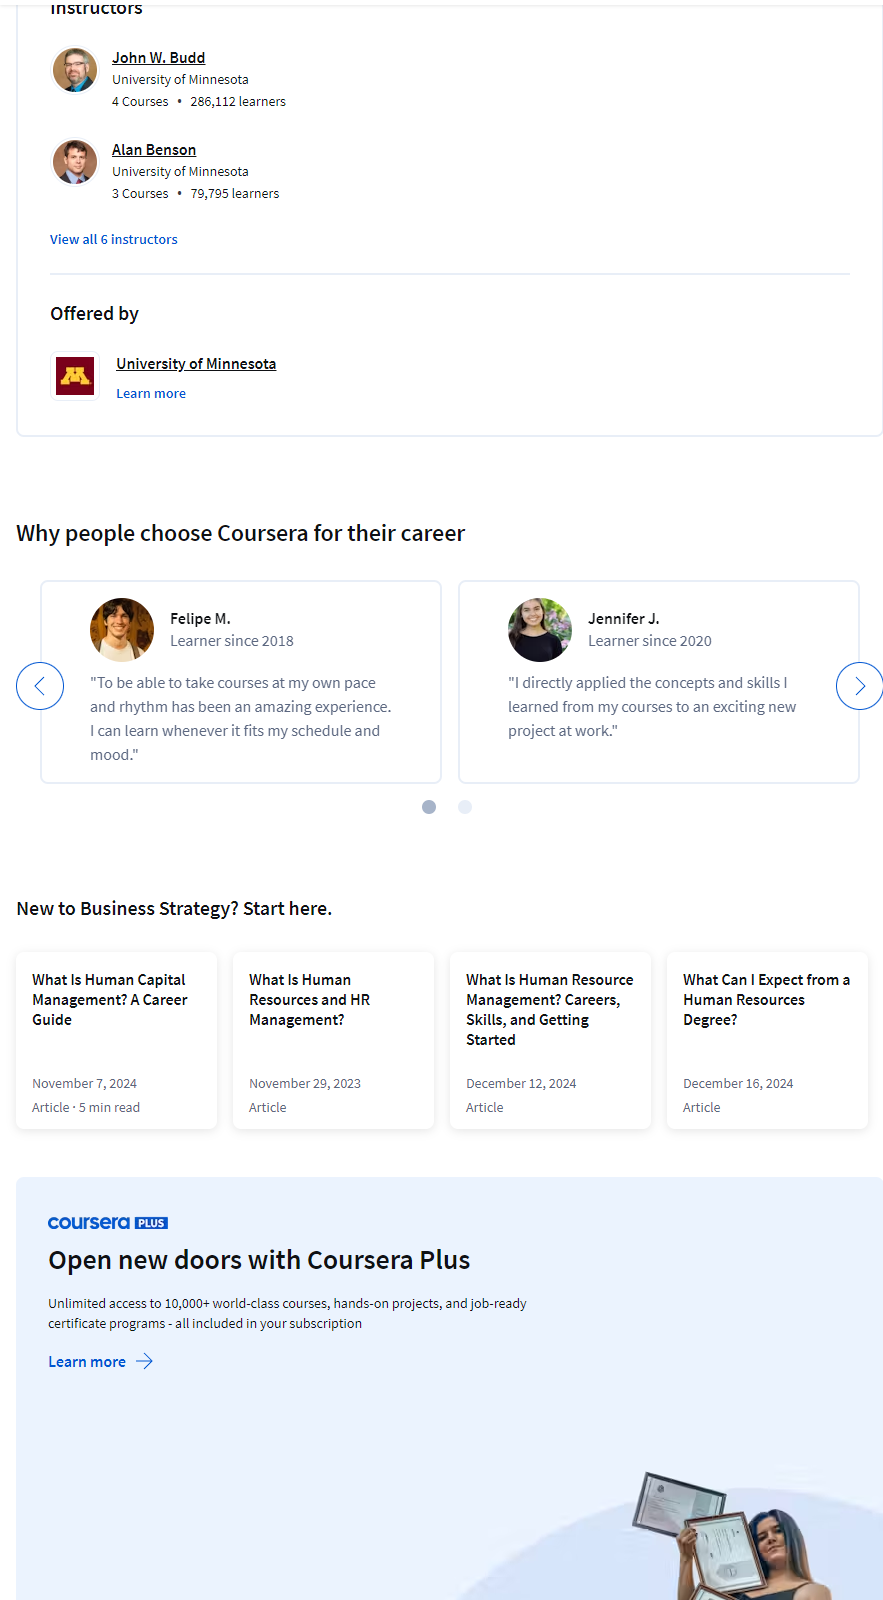 Instructors
John W. Budd
University of Minnesota
4 Courses • 286,112 learners
Alan Benson
University of Minnesota
3 Courses • 79,795 learners
View all 6 instructors
Offered by
M
University of Minnesota
Learn more
Why people choose Coursera for their career
Felipe M.
Learner since 2018
"To be able to take courses at my own pace
and rhythm has been an amazing experience.
I can learn whenever it fits my schedule and
mood."
Jennifer J.
Learner since 2020
"I directly applied the concepts and skills I
learned from my courses to an exciting new
project at work."
New to Business Strategy? Start here.
What Is Human Capital
Management? A Career
Guide
November 7, 2024
Article · 5 min read
What Is Human
Resources and HR
Management?
November 29, 2023
Article
What Is Human Resource
Management? Careers,
Skills, and Getting
Started
December 12, 2024
Article
What Can I Expect from a
Human Resources
Degree?
December 16, 2024
Article
coursera PLUS
Open new doors with Coursera Plus
Unlimited access to 10,000+ world-class courses, hands-on projects, and job-ready
certificate programs - all included in your subscription
Learn more